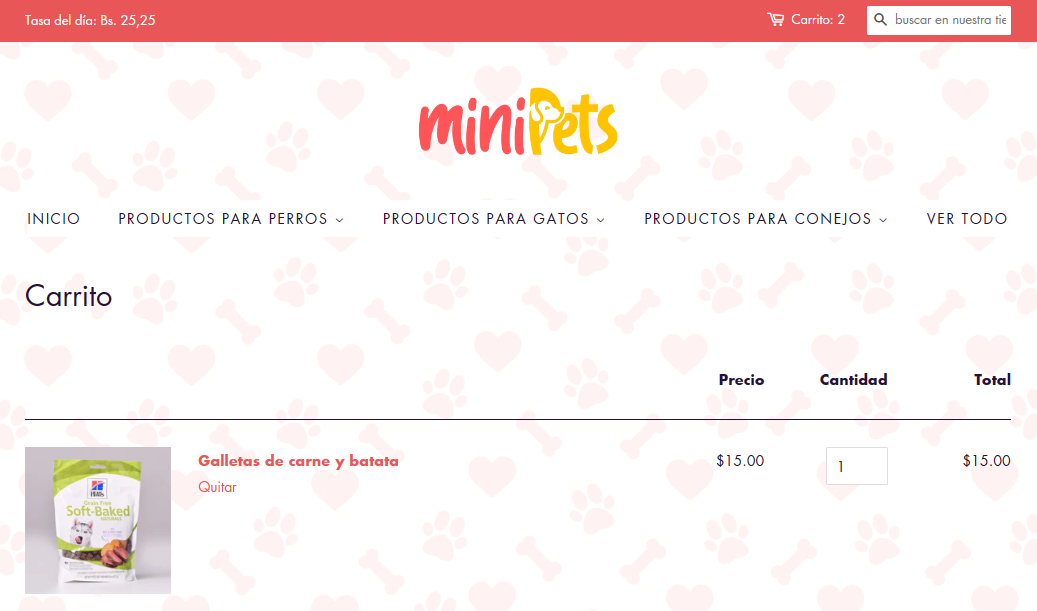 Tasa del día: Bs. 25,25
Carrito: 2
buscar en nuestra tie
miniPets
INICIO
PRODUCTOS PARA PERROS
PRODUCTOS PARA GATOS
PRODUCTOS PARA CONEJOS
VER TODO
Carrito
Precio
Cantidad
Total
Galletas de carne y batata
$15.00
1
$15.00
Quitar
Hill's
Grain Free
Soft-Baked
NATURALS